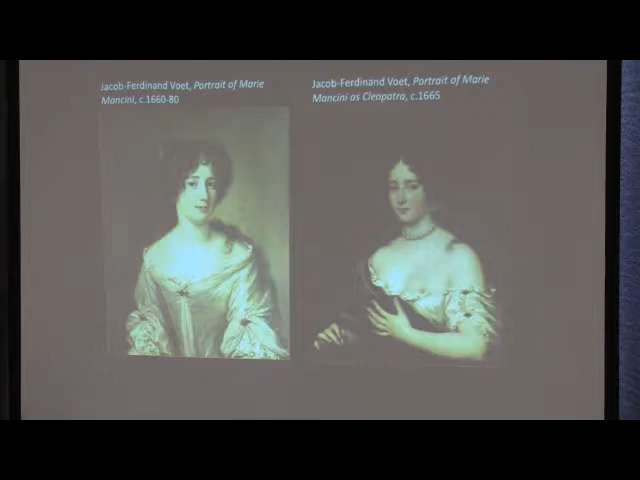 Jacob-Ferdinand Voet, Portrait of Marie
Mancini, c.1660-80
Jacob-Ferdinand Voet, Portrait of Marie
Mancini as Cleopatra, c.1665